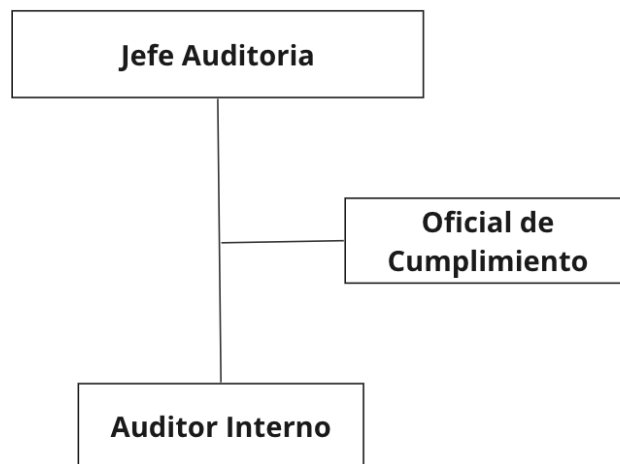 Jefe Auditoria
Oficial de
Cumplimiento
Auditor Interno